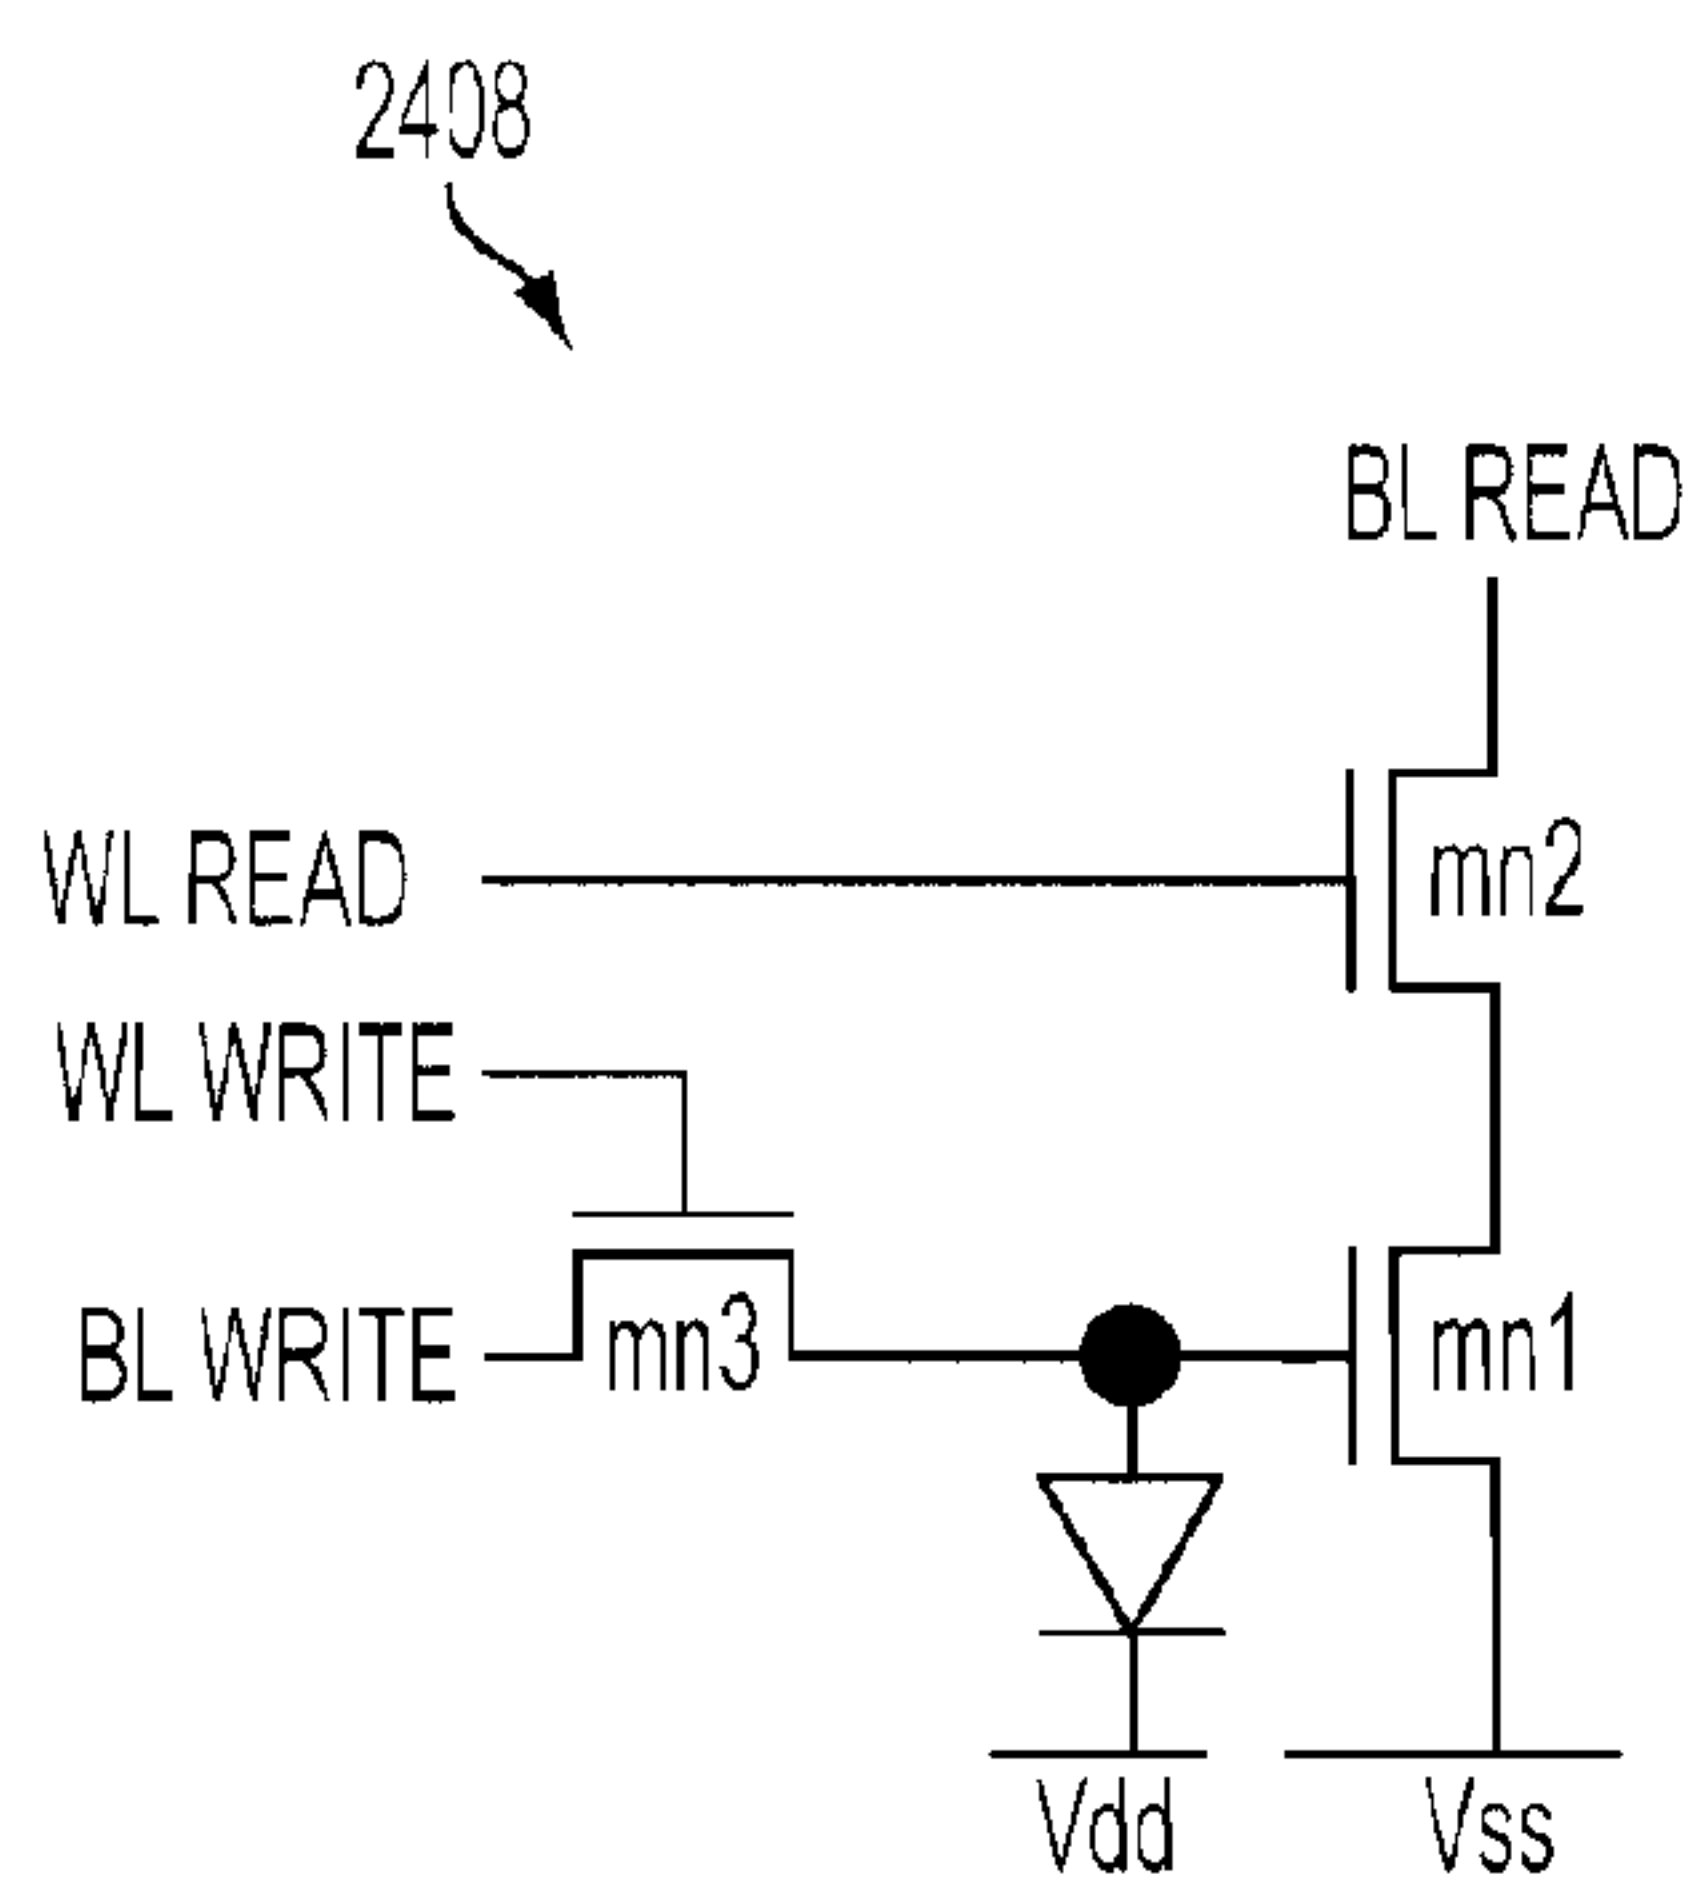 2408
BL READ
WL READ
mn2
WL WRITE
BL WRITE
mn3
mn1
Vdd
Vss